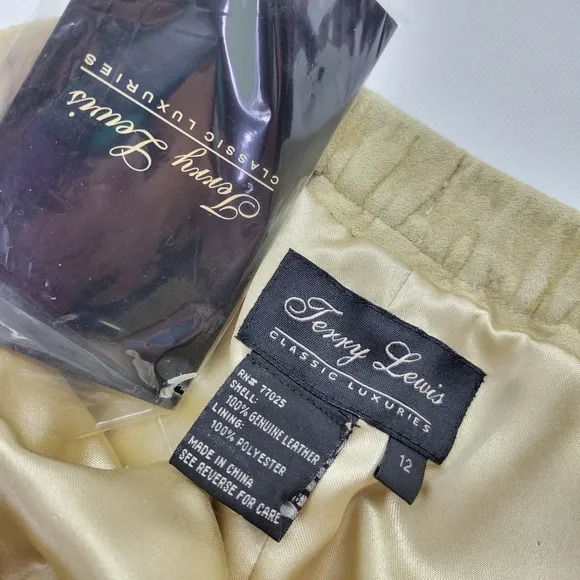 Terry Lewis
CLASSIC LUXURIES
Terry Lewis
CLASSIC LUXURIES
12
RN# 77025
SHELL:
100% GENUINE LEATHER
LINING:
100% POLYESTER
MADE IN CHINA
SEE REVERSE FOR CARE